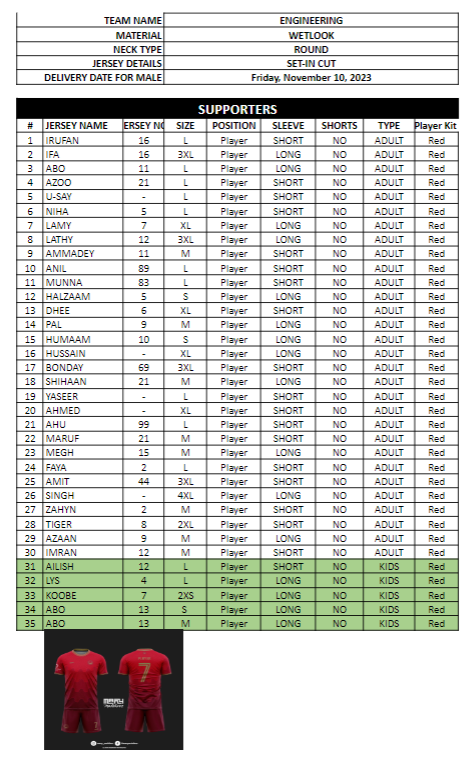 TEAM NAME ENGINEERING
MATERIAL WETLOOK
NECK TYPE ROUND
JERSEY DETAILS SET-IN CUT
DELIVERY DATE FOR MALE Friday, November 10, 2023
SUPPORTERS
# JERSEY NAME ERSEY NO SIZE POSITION SLEEVE SHORTS TYPE Player Kit
1 IRUFAN 16 L Player SHORT NO ADULT Red
2 IFA 16 3XL Player LONG NO ADULT Red
3 ABO 11 L Player LONG NO ADULT Red
4 AZOO 21 L Player SHORT NO ADULT Red
5 U-SAY - L Player SHORT NO ADULT Red
6 NIHA 5 L Player SHORT NO ADULT Red
7 LAMY 7 XL Player LONG NO ADULT Red
8 LATHY 12 3XL Player LONG NO ADULT Red
9 AMMADEY 11 M Player SHORT NO ADULT Red
10 ANIL 89 L Player SHORT NO ADULT Red
11 MUNNA 83 L Player SHORT NO ADULT Red
12 HALZAAM 5 S Player LONG NO ADULT Red
13 DHEE 6 XL Player SHORT NO ADULT Red
14 PAL 9 M Player LONG NO ADULT Red
15 HUMAAM 10 S Player LONG NO ADULT Red
16 HUSSAIN - XL Player LONG NO ADULT Red
17 BONDAY 69 3XL Player SHORT NO ADULT Red
18 SHIHAAN 21 M Player LONG NO ADULT Red
19 YASEER - L Player SHORT NO ADULT Red
20 AHMED - XL Player SHORT NO ADULT Red
21 AHU 99 L Player SHORT NO ADULT Red
22 MARUF 21 M Player SHORT NO ADULT Red
23 MEGH 15 M Player LONG NO ADULT Red
24 FAYA 2 L Player SHORT NO ADULT Red
25 AMIT 44 3XL Player SHORT NO ADULT Red
26 SINGH - 4XL Player LONG NO ADULT Red
27 ZAHYN 2 M Player SHORT NO ADULT Red
28 TIGER 8 2XL Player SHORT NO ADULT Red
29 AZAAN 9 M Player LONG NO ADULT Red
30 IMRAN 12 M Player SHORT NO ADULT Red
31 AILISH 12 L Player SHORT NO KIDS Red
32 LYS 4 L Player LONG NO KIDS Red
33 KOOBE 7 2XS Player LONG NO KIDS Red
34 ABO 13 S Player LONG NO KIDS Red
35 ABO 13 M Player LONG NO KIDS Red
7